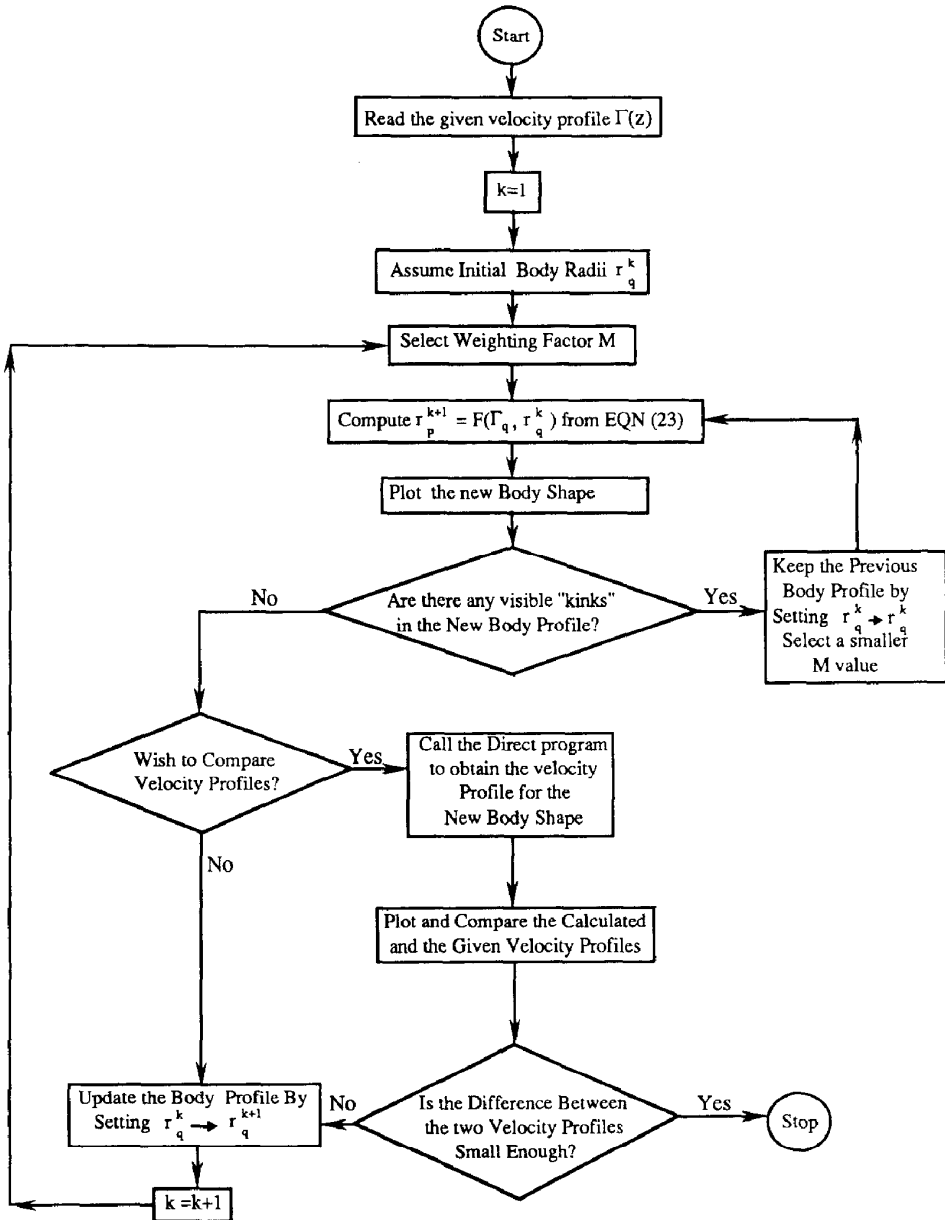 Start
Read the given velocity profile Γ(z)
k=1
Assume Initial Body Radii r_q^k
Select Weighting Factor M
Compute r_p^{k+1} = F(Γ_q, r_q^k) from EQN (23)
Plot the new Body Shape
Are there any visible "kinks"
in the New Body Profile?
No
Yes
Keep the Previous
Body Profile by
Setting r_q^k → r_q^k
Select a smaller
M value
Wish to Compare
Velocity Profiles?
Yes
Call the Direct program
to obtain the velocity
Profile for the
New Body Shape
No
Plot and Compare the Calculated
and the Given Velocity Profiles
Is the Difference Between
the two Velocity Profiles
Small Enough?
Yes
Stop
No
Update the Body Profile By
Setting r_q^k → r_q^{k+1}
k =k+1